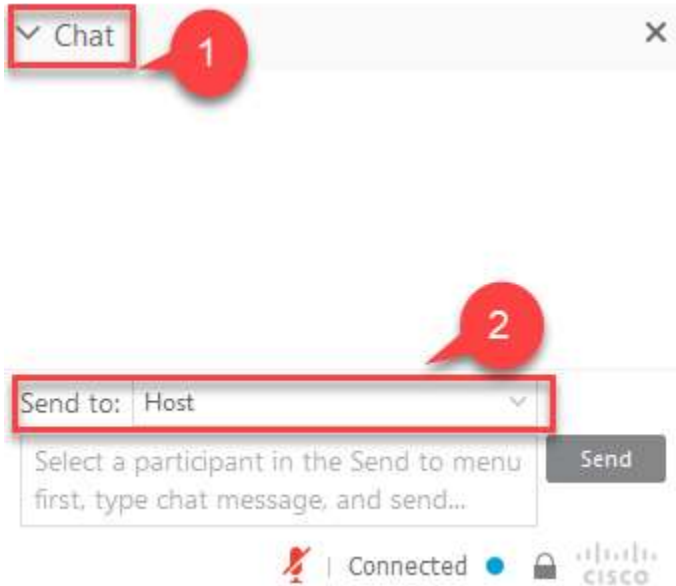 Chat
1
2
Send to: Host
Select a participant in the Send to menu
first, type chat message, and send...
Send
Connected
CISCO